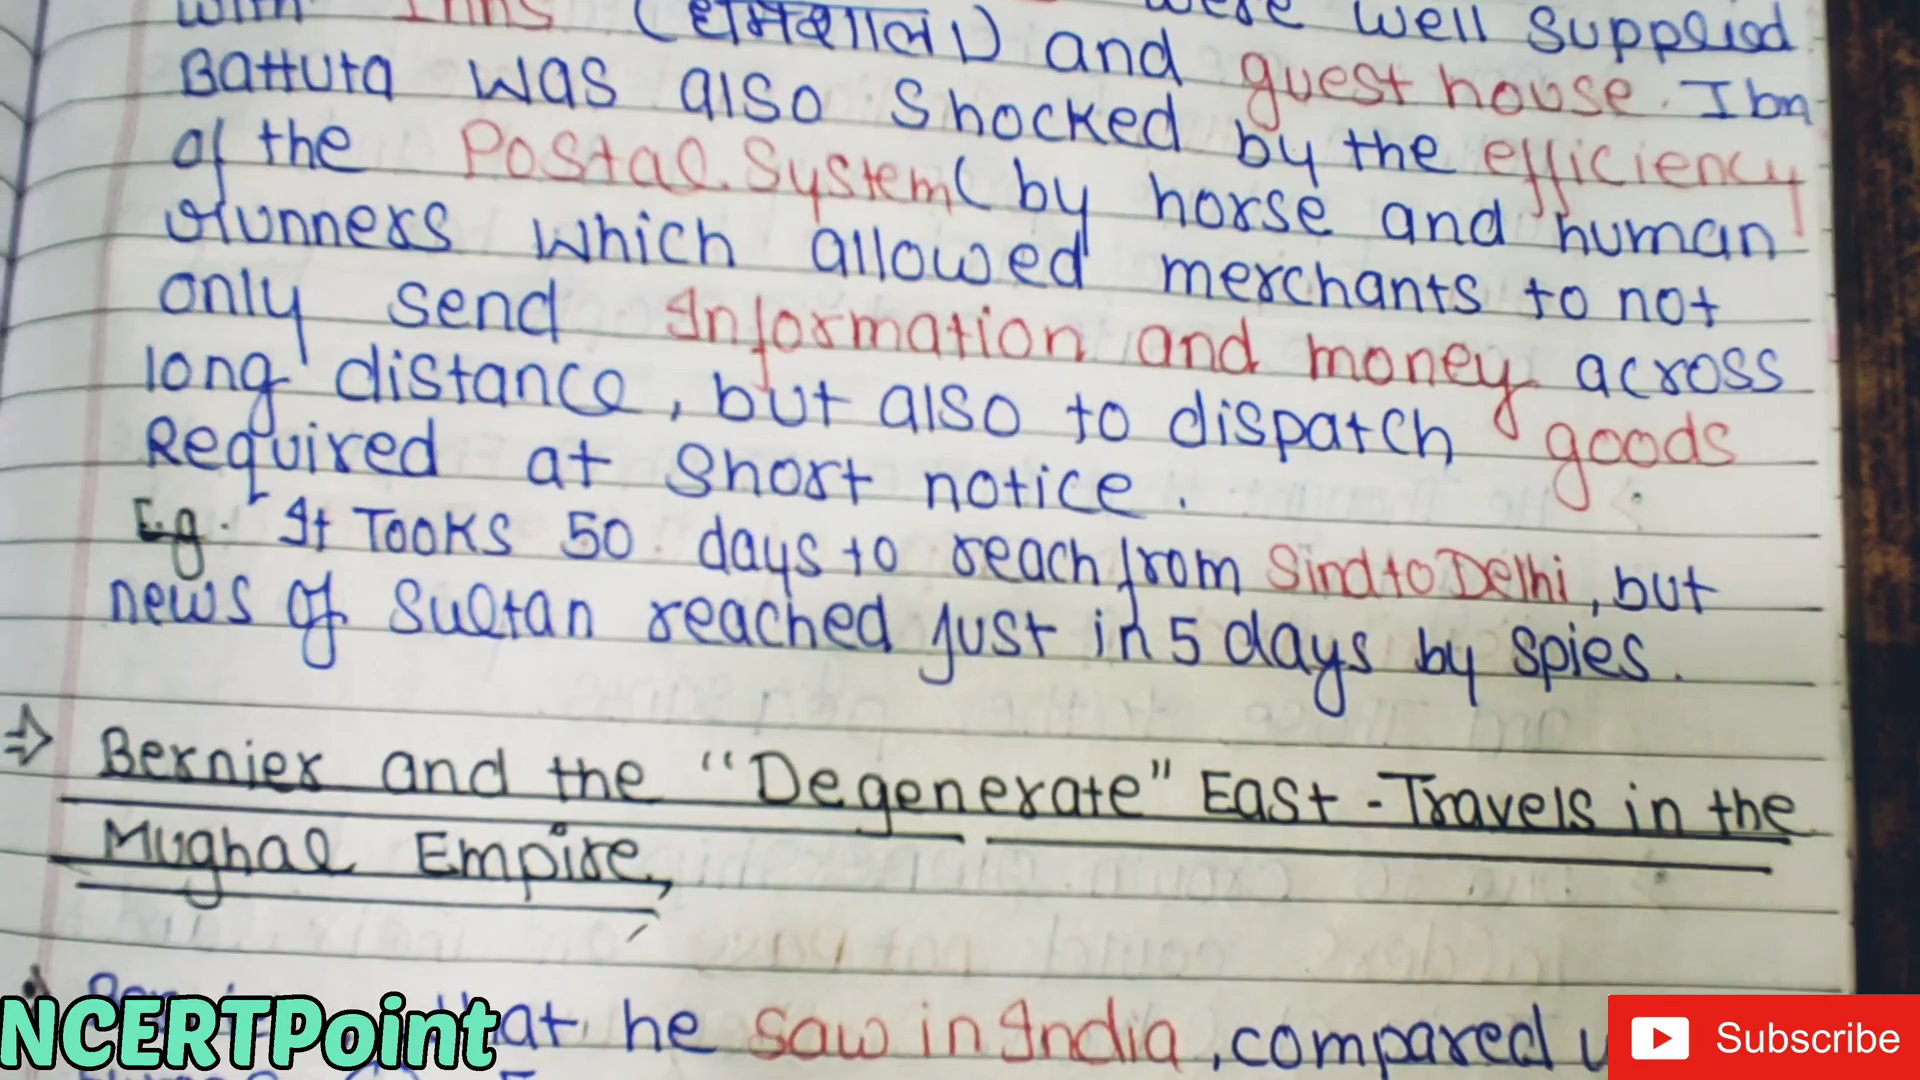 with Inns (धर्मशाला) and were well Supplied
guest house. Ibn
Battuta was also Shocked by the efficiency
of the Postal System (by horse and human
runners which allowed merchants to not
only send Information and money across
long distance, but also to dispatch goods
Required at Short notice.
Eg. It Tooks 50 days to reach from Sind to Delhi, but
news of Sultan reached just in 5 days by spies.
⇒ Bernier and the "Degenerate" East - Travels in the
Mughal Empire,
that he saw in India, compared
NCERTPoint
Subscribe